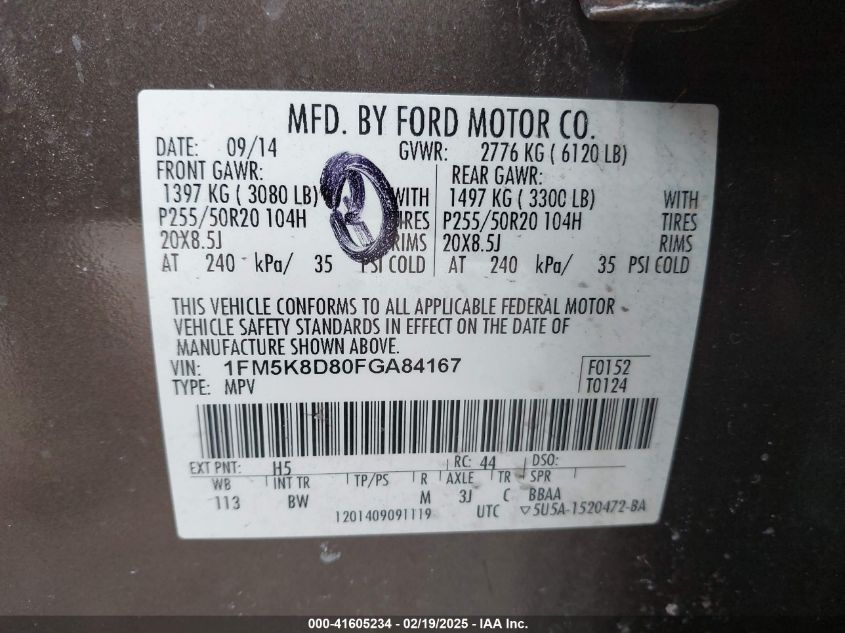 MFD. BY FORD MOTOR CO.
DATE: 09/14 GVWR: 2776 KG ( 6120 LB)
FRONT GAWR: REAR GAWR:
1397 KG ( 3080 LB) WITH 1497 KG ( 3300 LB) WITH
P255/50R20 104H TIRES P255/50R20 104H TIRES
20X8.5J RIMS 20X8.5J RIMS
AT 240 kPa/ 35 PSI COLD AT 240 kPa/ 35 PSI COLD
THIS VEHICLE CONFORMS TO ALL APPLICABLE FEDERAL MOTOR
VEHICLE SAFETY STANDARDS IN EFFECT ON THE DATE OF
MANUFACTURE SHOWN ABOVE.
VIN: 1FM5K8D80FGA84167 F0152
TYPE: MPV T0124
EXT PNT: H5 RC: 44 DSO:
WB INT TR TP/PS R AXLE TR SPR
113 BW M 3J C BBAA
1201409091119 UTC ▽5U5A-1520472-BA
000-41605234 - 02/19/2025 - IAA Inc.